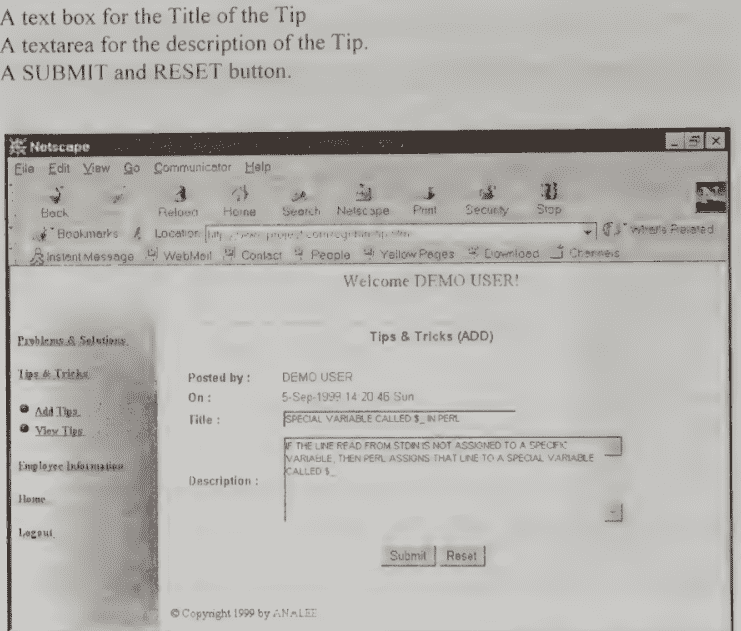 A text box for the Title of the Tip
A textarea for the description of the Tip.
A SUBMIT and RESET button.
Netscape
File Edit View Go Communicator Help
Back Reload Home Search Netscape Print Security Stop
Bookmarks Location What's Related
Instant Message WebMail Contact People Yellow Pages Download Channels
Welcome DEMO USER!
Tips & Tricks (ADD)
Problems & Solutions
Tips & Tricks
Add Tips
View Tips
Employee Information
Home
Logout
Posted by : DEMO USER
On : 5-Sep-1999 14 20 46 Sun
Title : SPECIAL VARIABLE CALLED $_ IN PERL
Description : IF THE LINE READ FROM STDIN IS NOT ASSIGNED TO A SPECIFIC
VARIABLE, THEN PERL ASSIGNS THAT LINE TO A SPECIAL VARIABLE
CALLED $_
Submit Reset
© Copyright 1999 by ANALEE